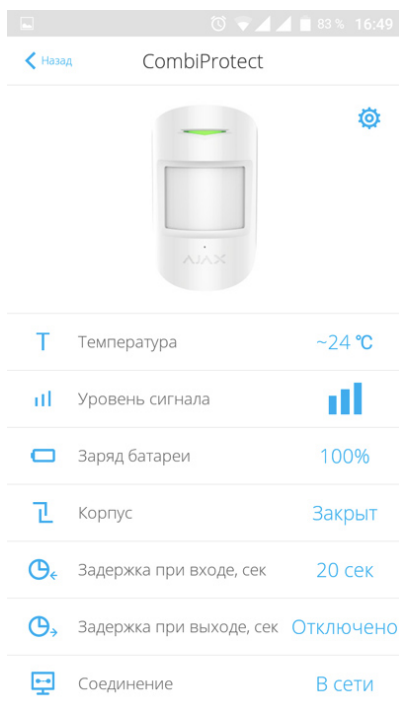 83 % 16:49
Назад CombiProtect
AJAX
T Температура ~24 °C
Уровень сигнала
Заряд батареи 100%
Корпус Закрыт
Задержка при входе, сек 20 сек
Задержка при выходе, сек Отключено
Соединение В сети